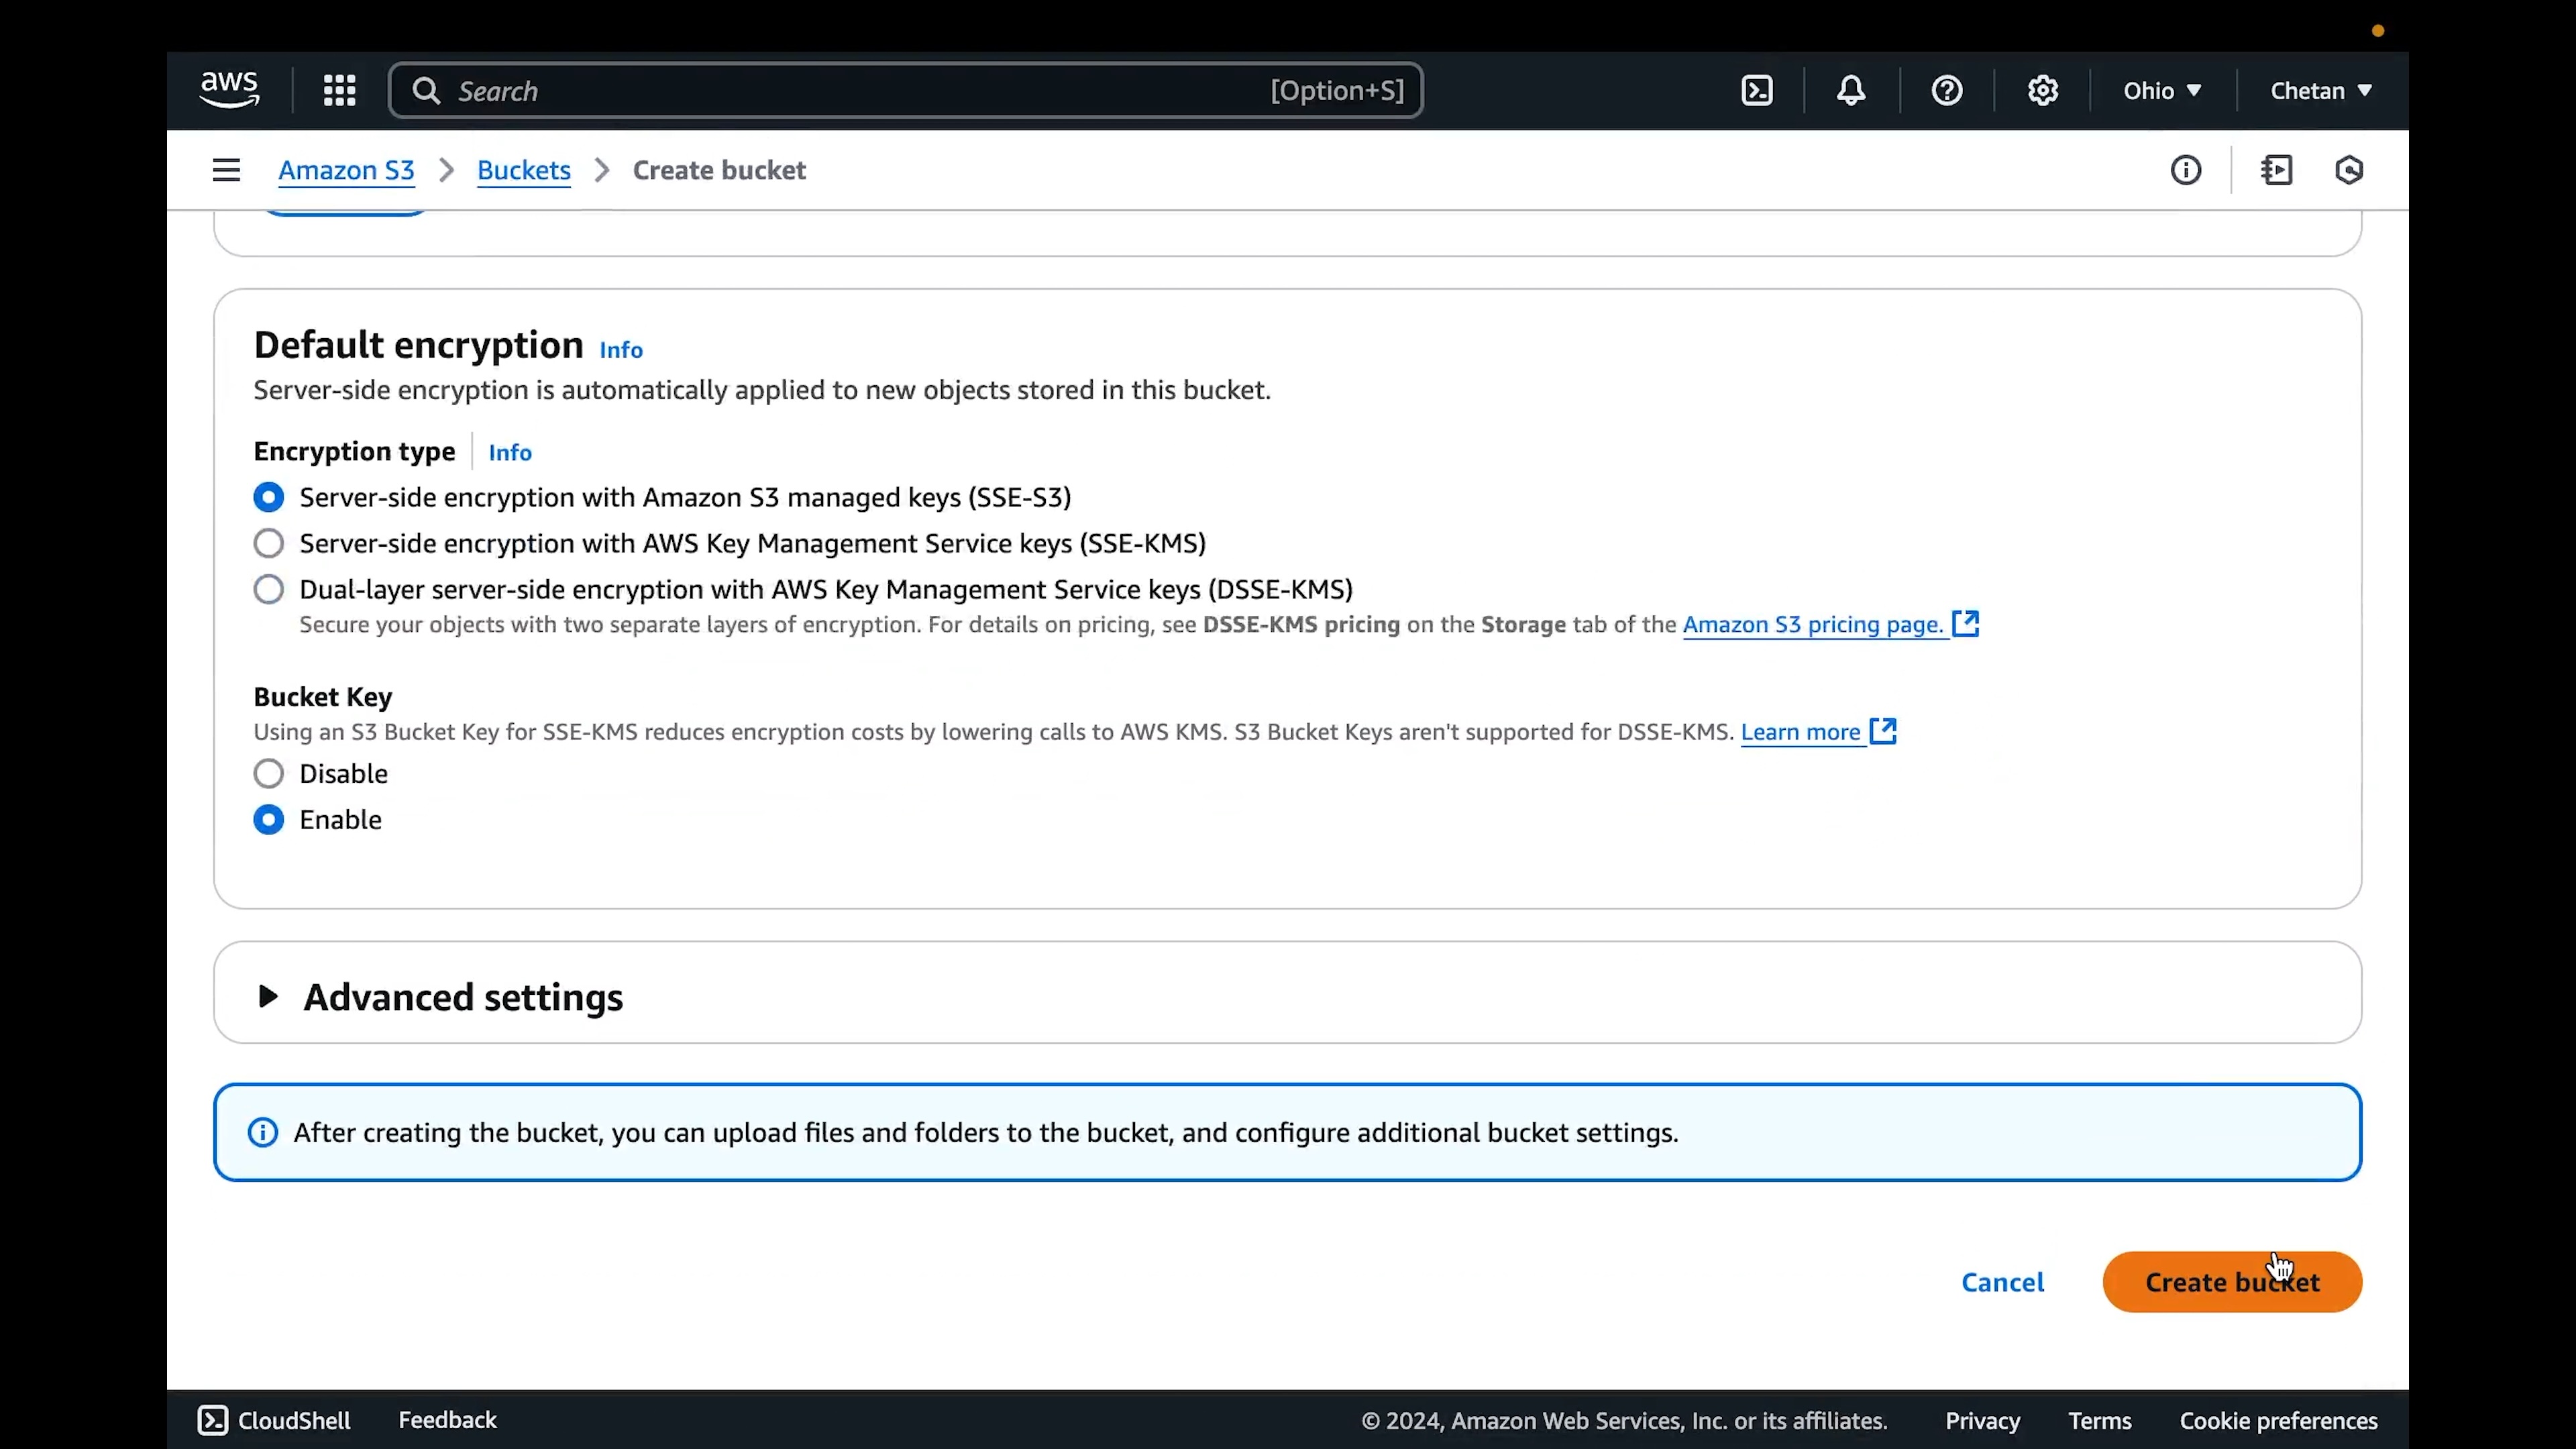 aws
Search [Option+S]
Ohio
Chetan
Amazon S3 > Buckets > Create bucket
Default encryption Info
Server-side encryption is automatically applied to new objects stored in this bucket.
Encryption type Info
Server-side encryption with Amazon S3 managed keys (SSE-S3)
Server-side encryption with AWS Key Management Service keys (SSE-KMS)
Dual-layer server-side encryption with AWS Key Management Service keys (DSSE-KMS)
Secure your objects with two separate layers of encryption. For details on pricing, see DSSE-KMS pricing on the Storage tab of the Amazon S3 pricing page.
Bucket Key
Using an S3 Bucket Key for SSE-KMS reduces encryption costs by lowering calls to AWS KMS. S3 Bucket Keys aren't supported for DSSE-KMS. Learn more
Disable
Enable
Advanced settings
After creating the bucket, you can upload files and folders to the bucket, and configure additional bucket settings.
Cancel
Create bucket
CloudShell Feedback © 2024, Amazon Web Services, Inc. or its affiliates. Privacy Terms Cookie preferences